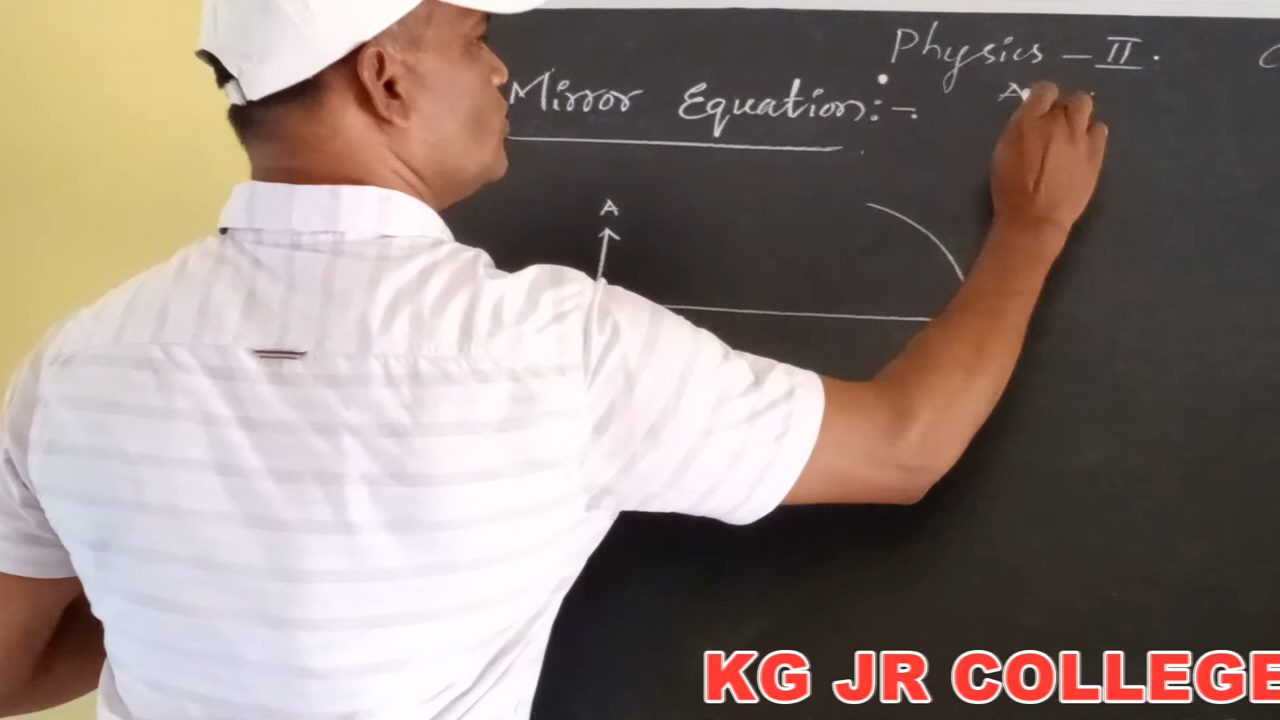 Physics - II.
Mirror Equation:-.
A
KG JR COLLEGE